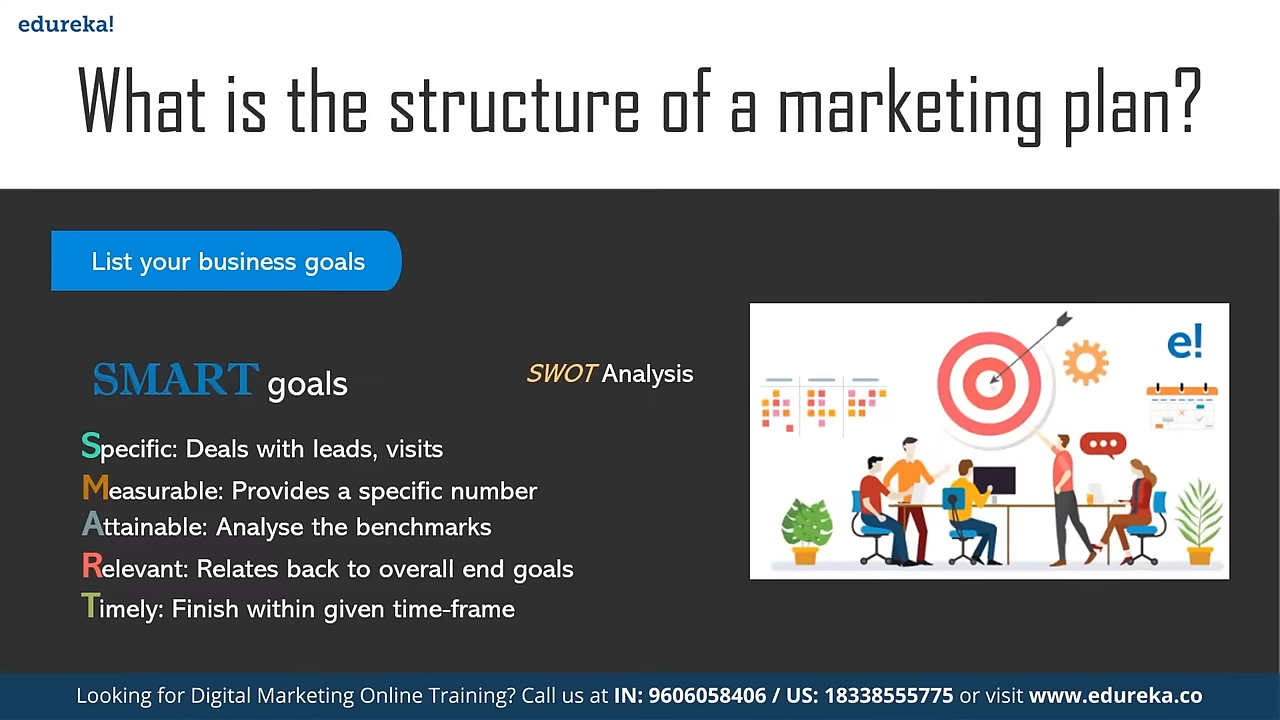 edureka!
What is the structure of a marketing plan?
List your business goals
SMART goals
SWOT Analysis
Specific: Deals with leads, visits
Measurable: Provides a specific number
Attainable: Analyse the benchmarks
Relevant: Relates back to overall end goals
Timely: Finish within given time-frame
e!
Looking for Digital Marketing Online Training? Call us at IN: 9606058406 / US: 18338555775 or visit www.edureka.co